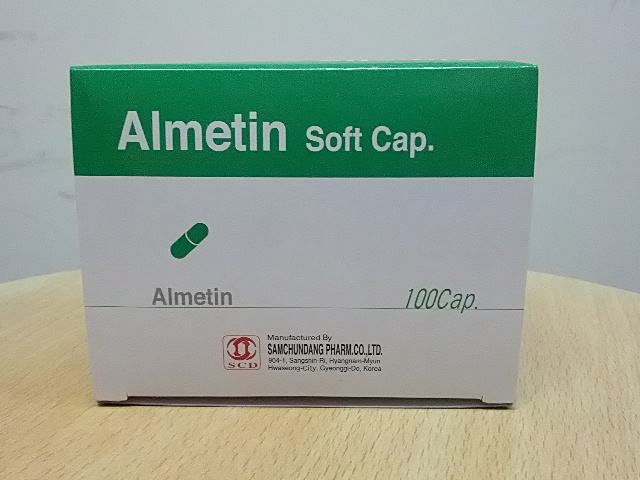 Almetin Soft Cap.
Almetin
100Cap.
SCD
Manufactured By
SAMCHUNDANG PHARM.CO.,LTD.
904-1, Sangshin-Ri, Hyangnam-Myun
Hwaseong-City, Gyeonggi-Do, Korea